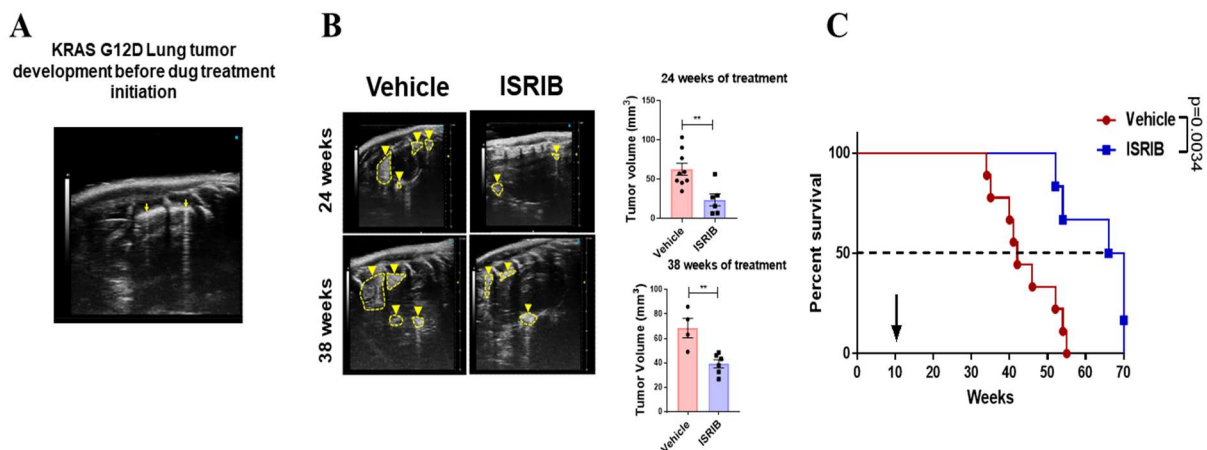 A
KRAS G12D Lung tumor
development before dug treatment
initiation
B
Vehicle
ISRIB
24 weeks
38 weeks
24 weeks of treatment
Tumor volume (mm³)
150
100
50
0
**
Vehicle
ISRIB
38 weeks of treatment
Tumor Volume (mm³)
100
80
60
40
20
0
**
Vehicle
ISRIB
C
Vehicle
ISRIB
p=0.0034
Percent survival
100
50
0
0
10
20
30
40
50
60
70
Weeks